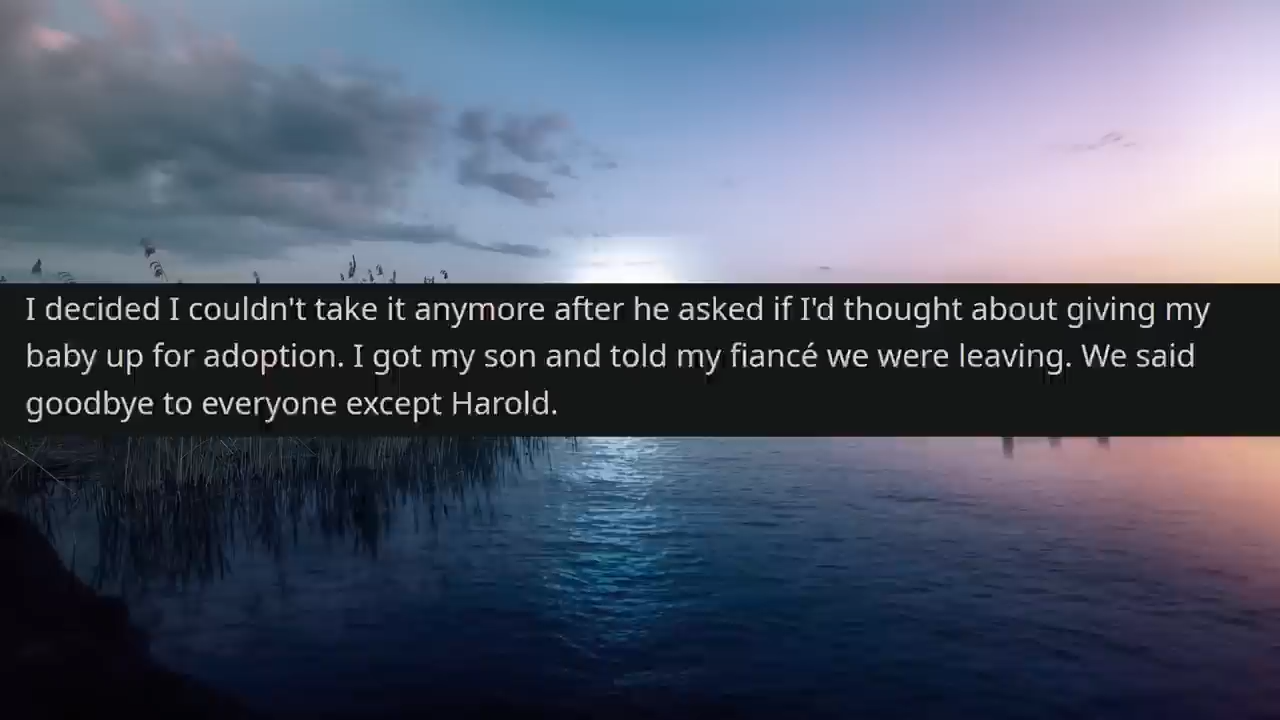 I decided I couldn't take it anymore after he asked if I'd thought about giving my
baby up for adoption. I got my son and told my fiancé we were leaving. We said
goodbye to everyone except Harold.